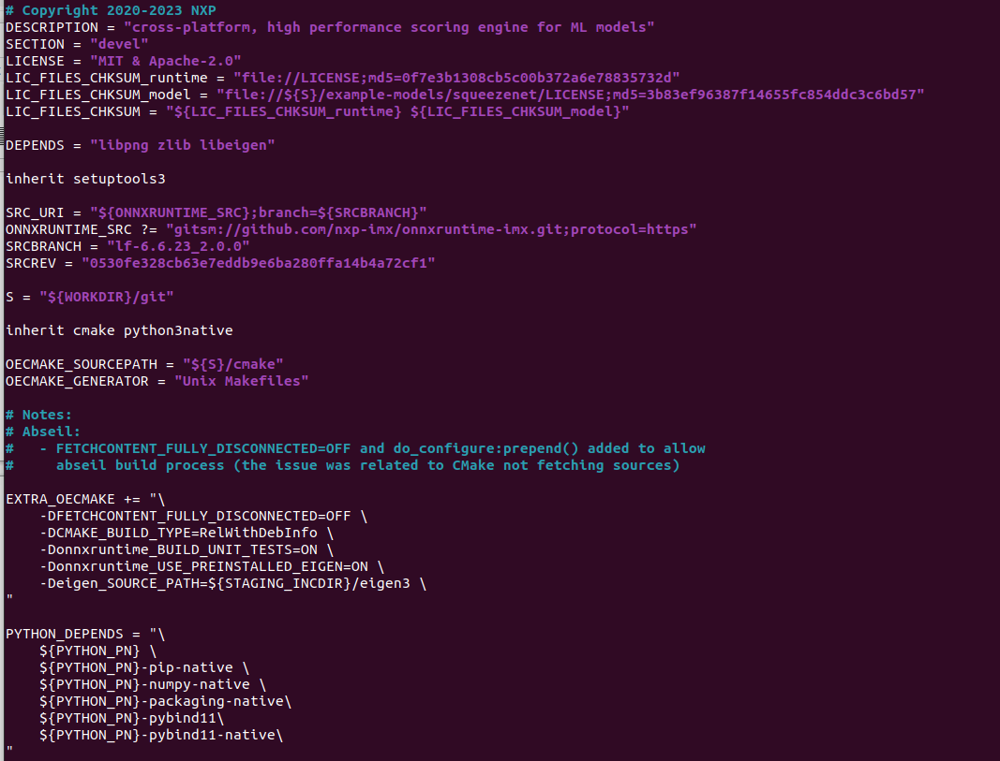 # Copyright 2020-2023 NXP
DESCRIPTION = "cross-platform, high performance scoring engine for ML models"
SECTION = "devel"
LICENSE = "MIT & Apache-2.0"
LIC_FILES_CHKSUM_runtime = "file://LICENSE;md5=0f7e3b1308cb5c00b372a6e78835732d"
LIC_FILES_CHKSUM_model = "file://${S}/example-models/squeezenet/LICENSE;md5=3b83ef96387f14655fc854ddc3c6bd57"
LIC_FILES_CHKSUM = "${LIC_FILES_CHKSUM_runtime} ${LIC_FILES_CHKSUM_model}"

DEPENDS = "libpng zlib libeigen"

inherit setuptools3

SRC_URI = "${ONNXRUNTIME_SRC};branch=${SRCBRANCH}"
ONNXRUNTIME_SRC ?= "gitsm://github.com/nxp-imx/onnxruntime-imx.git;protocol=https"
SRCBRANCH = "lf-6.6.23_2.0.0"
SRCREV = "0530fe328cb63e7eddb9e6ba280ffa14b4a72cf1"

S = "${WORKDIR}/git"

inherit cmake python3native

OECMAKE_SOURCEPATH = "${S}/cmake"
OECMAKE_GENERATOR = "Unix Makefiles"

# Notes:
# Abseil:
#   - FETCHCONTENT_FULLY_DISCONNECTED=OFF and do_configure:prepend() added to allow
#     abseil build process (the issue was related to CMake not fetching sources)

EXTRA_OECMAKE += "\
    -DFETCHCONTENT_FULLY_DISCONNECTED=OFF \
    -DCMAKE_BUILD_TYPE=RelWithDebInfo \
    -Donnxruntime_BUILD_UNIT_TESTS=ON \
    -Donnxruntime_USE_PREINSTALLED_EIGEN=ON \
    -Deigen_SOURCE_PATH=${STAGING_INCDIR}/eigen3 \
"

PYTHON_DEPENDS = "\
    ${PYTHON_PN} \
    ${PYTHON_PN}-pip-native \
    ${PYTHON_PN}-numpy-native \
    ${PYTHON_PN}-packaging-native\
    ${PYTHON_PN}-pybind11\
    ${PYTHON_PN}-pybind11-native\
"